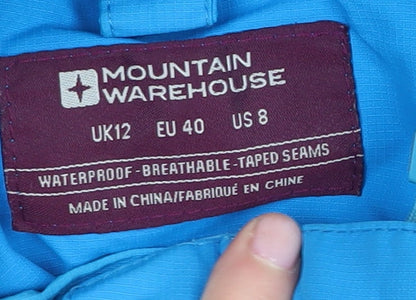 MOUNTAIN
WAREHOUSE
UK12 EU 40 US 8
WATERPROOF-BREATHABLE-TAPED SEAMS
MADE IN CHINA/FABRIQUÉ EN CHINE